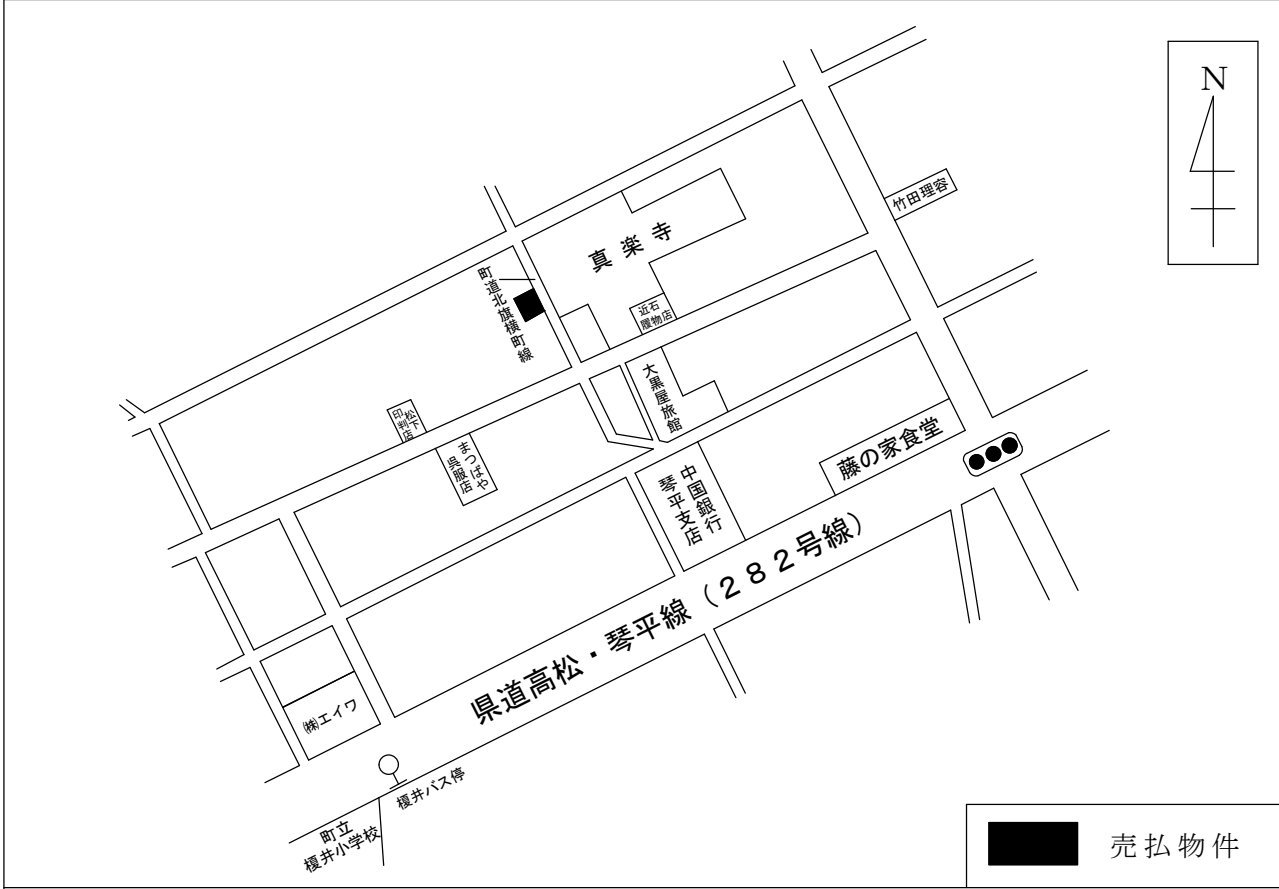 N
竹田理容
真楽寺
町道北旗横町線
近石
履物店
大黒屋旅館
松下
印判店
まつばや
呉服店
藤の家食堂
中国銀行
琴平支店
県道高松・琴平線（２８２号線）
㈱エイワ
榎井バス停
町立
榎井小学校
売払物件